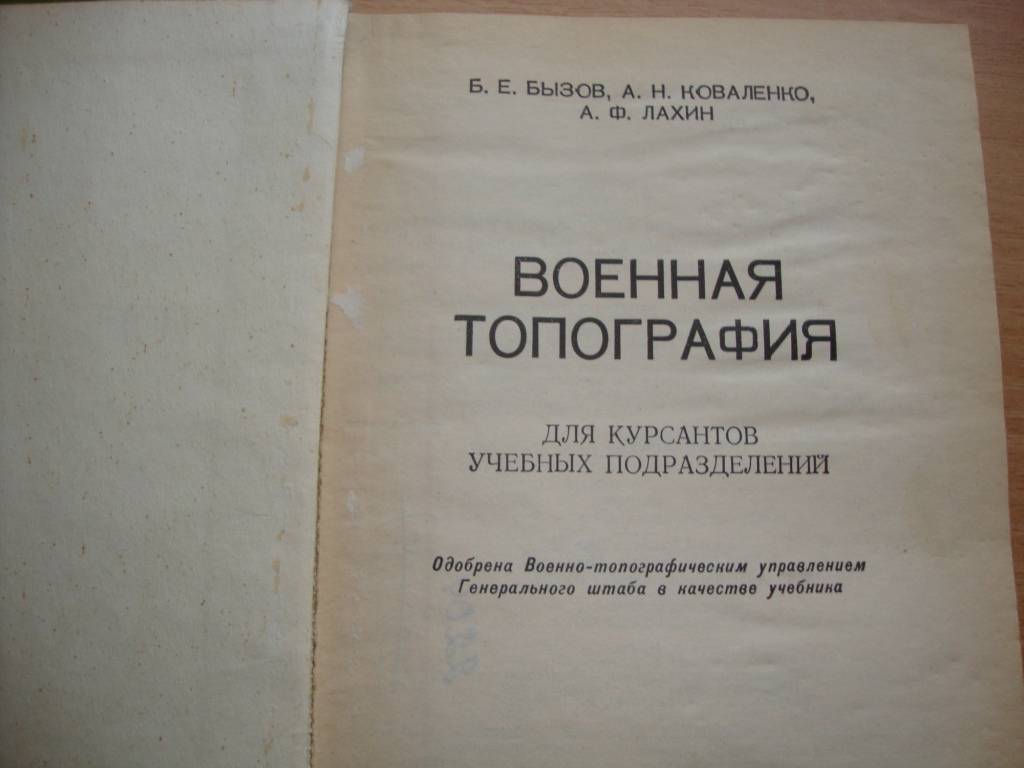 Б. Е. БЫЗОВ, А. Н. КОВАЛЕНКО,
А. Ф. ЛАХИН
ВОЕННАЯ
ТОПОГРАФИЯ
ДЛЯ КУРСАНТОВ
УЧЕБНЫХ ПОДРАЗДЕЛЕНИЙ
Одобрена Военно-топографическим управлением
Генерального штаба в качестве учебника